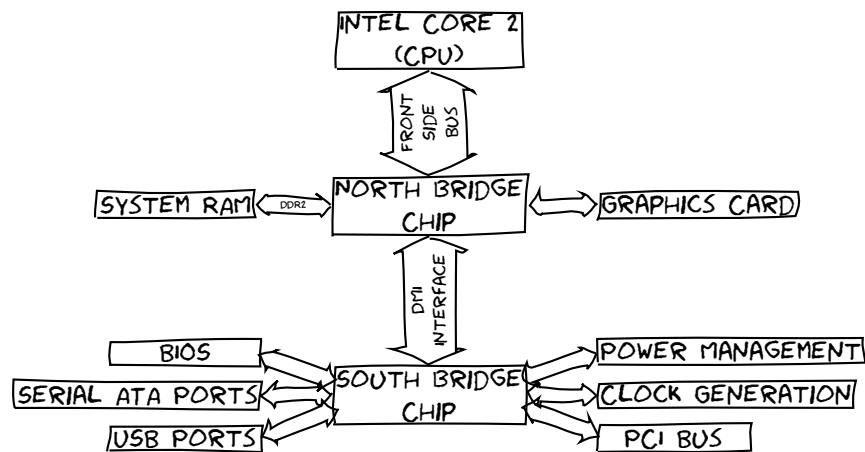 INTEL CORE 2
(CPU)
FRONT
SIDE
BUS
SYSTEM RAM
DDR2
NORTH BRIDGE
CHIP
GRAPHICS CARD
DMI
INTERFACE
BIOS
POWER MANAGEMENT
SERIAL ATA PORTS
SOUTH BRIDGE
CHIP
CLOCK GENERATION
USB PORTS
PCI BUS